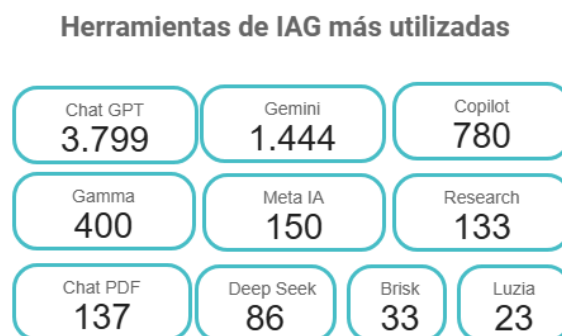 Herramientas de IAG más utilizadas
Chat GPT
3.799
Gemini
1.444
Copilot
780
Gamma
400
Meta IA
150
Research
133
Chat PDF
137
Deep Seek
86
Brisk
33
Luzia
23